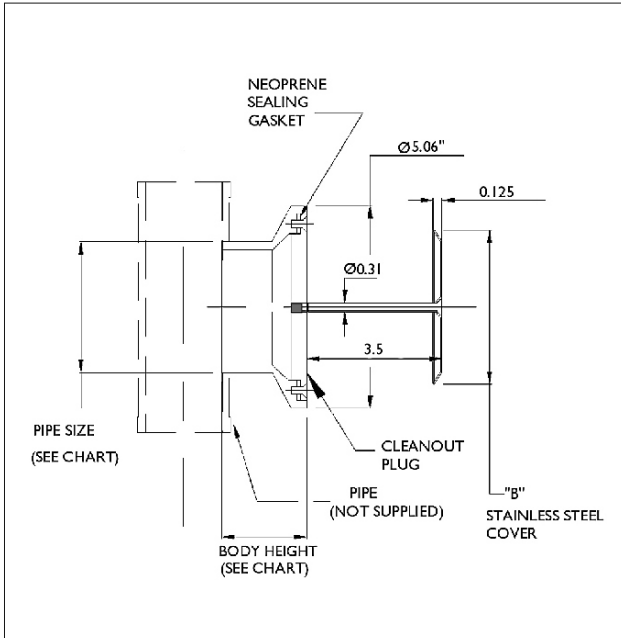 NEOPRENE
SEALING
GASKET
Ø5.06"
0.125
Ø0.31
3.5
PIPE SIZE
(SEE CHART)
CLEANOUT
PLUG
PIPE
(NOT SUPPLIED)
"B"
STAINLESS STEEL
COVER
BODY HEIGHT
(SEE CHART)